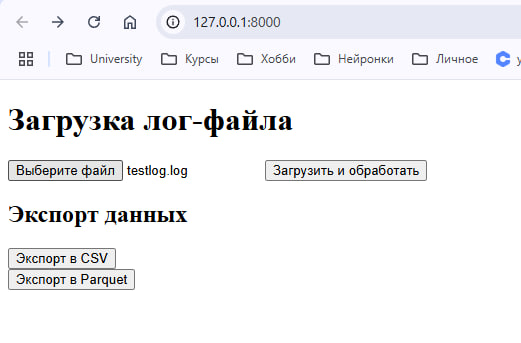 127.0.0.1:8000
University Курсы Хобби Нейронки Личное
Загрузка лог-файла
Выберите файл testlog.log Загрузить и обработать
Экспорт данных
Экспорт в CSV
Экспорт в Parquet